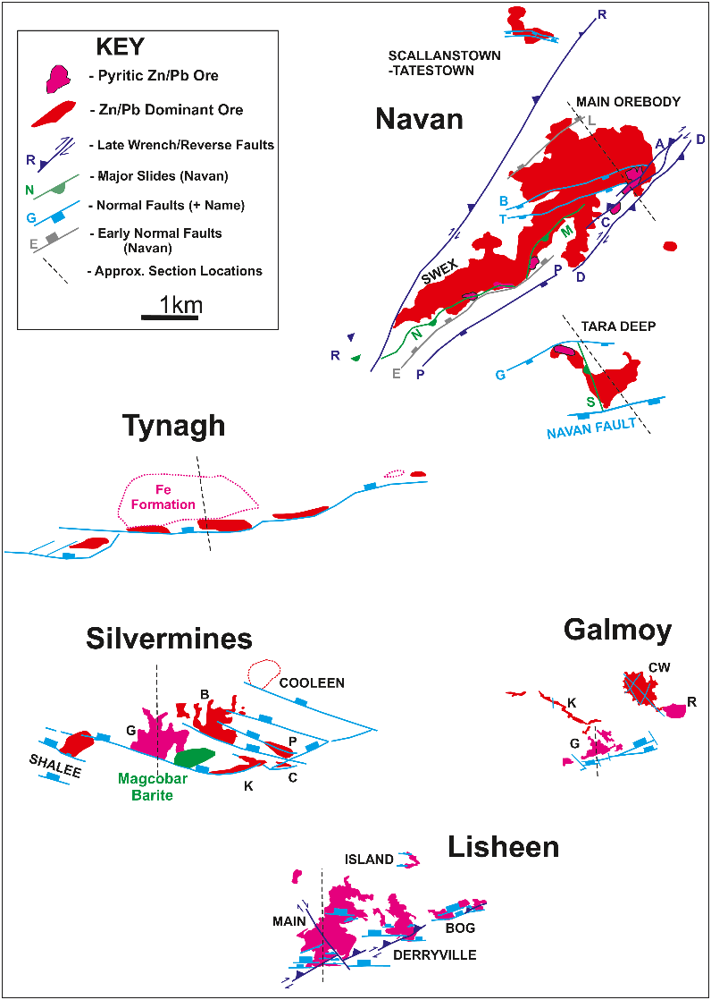 KEY
- Pyritic Zn/Pb Ore
- Zn/Pb Dominant Ore
R
- Late Wrench/Reverse Faults
N
- Major Slides (Navan)
G
- Normal Faults (+ Name)
E
- Early Normal Faults
(Navan)
- Approx. Section Locations
1km
R
SCALLANSTOWN
-TATESTOWN
Navan
MAIN OREBODY
L
A
D
B
T
C
M
SWEX
P
D
N
R
E
P
TARA DEEP
G
S
NAVAN FAULT
Tynagh
Fe
Formation
Silvermines
COOLEEN
B
G
P
SHALEE
Magcobar
Barite
K
C
Galmoy
CW
K
R
G
Lisheen
ISLAND
MAIN
BOG
DERRYVILLE